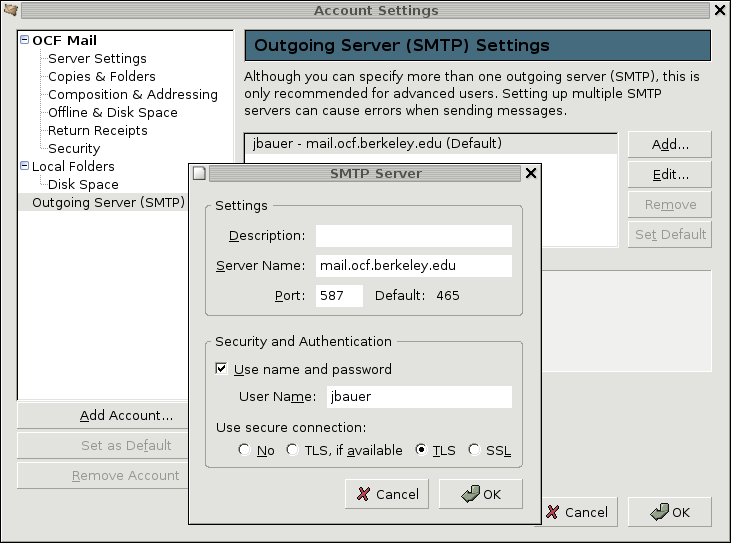 Account Settings
OCF Mail
Server Settings
Copies & Folders
Composition & Addressing
Offline & Disk Space
Return Receipts
Security
Local Folders
Disk Space
Outgoing Server (SMTP)
Add Account...
Set as Default
Remove Account
Outgoing Server (SMTP) Settings
Although you can specify more than one outgoing server (SMTP), this is
only recommended for advanced users. Setting up multiple SMTP
servers can cause errors when sending messages.
jbauer - mail.ocf.berkeley.edu (Default)
Add...
Edit...
Remove
Set Default
SMTP Server
Settings
Description:
Server Name: mail.ocf.berkeley.edu
Port: 587 Default: 465
Security and Authentication
Use name and password
User Name: jbauer
Use secure connection:
No TLS, if available TLS SSL
Cancel OK
Cancel OK